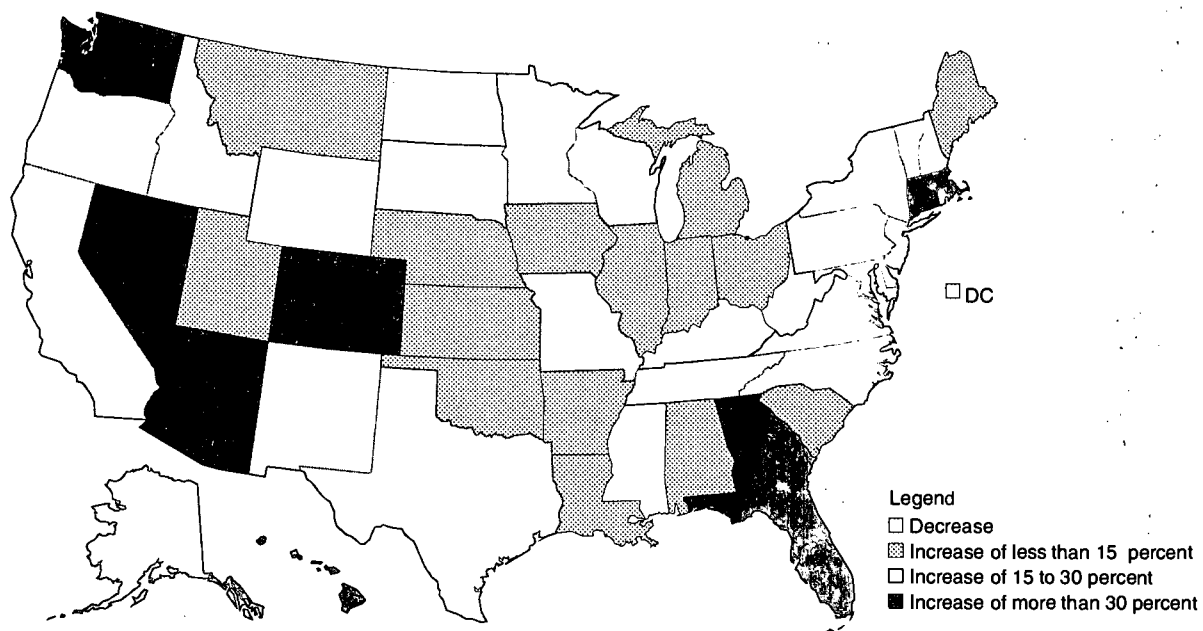 DC
Legend
Decrease
Increase of less than 15 percent
Increase of 15 to 30 percent
Increase of more than 30 percent